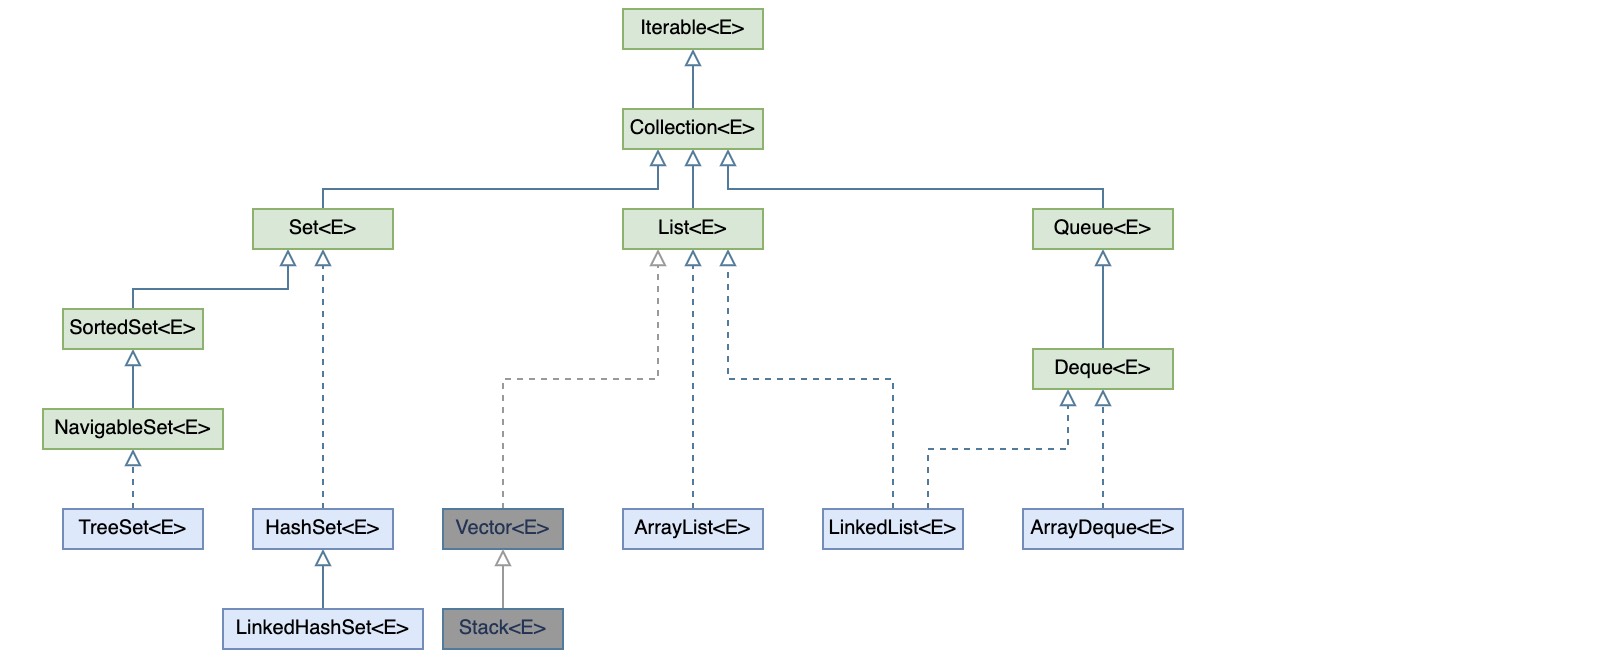 Iterable<E>
Collection<E>
Set<E>
List<E>
Queue<E>
SortedSet<E>
Deque<E>
NavigableSet<E>
TreeSet<E>
HashSet<E>
Vector<E>
ArrayList<E>
LinkedList<E>
ArrayDeque<E>
LinkedHashSet<E>
Stack<E>